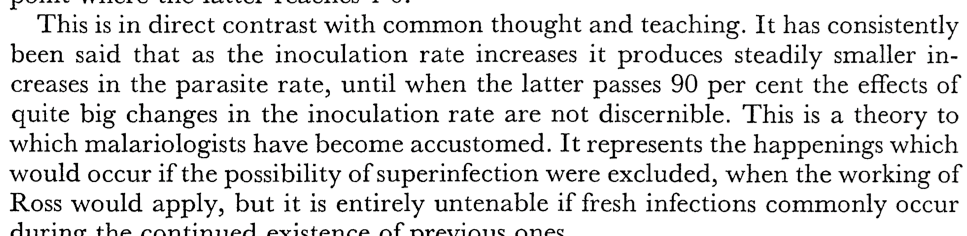 point where the latter reaches 1·0.
This is in direct contrast with common thought and teaching. It has consistently
been said that as the inoculation rate increases it produces steadily smaller in-
creases in the parasite rate, until when the latter passes 90 per cent the effects of
quite big changes in the inoculation rate are not discernible. This is a theory to
which malariologists have become accustomed. It represents the happenings which
would occur if the possibility of superinfection were excluded, when the working of
Ross would apply, but it is entirely untenable if fresh infections commonly occur
during the continued existence of previous ones